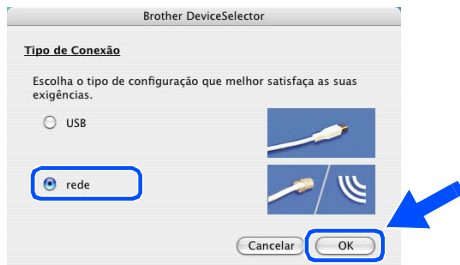 Brother DeviceSelector
Tipo de Conexão
Escolha o tipo de configuração que melhor satisfaça as suas
exigências.
USB
rede
Cancelar OK